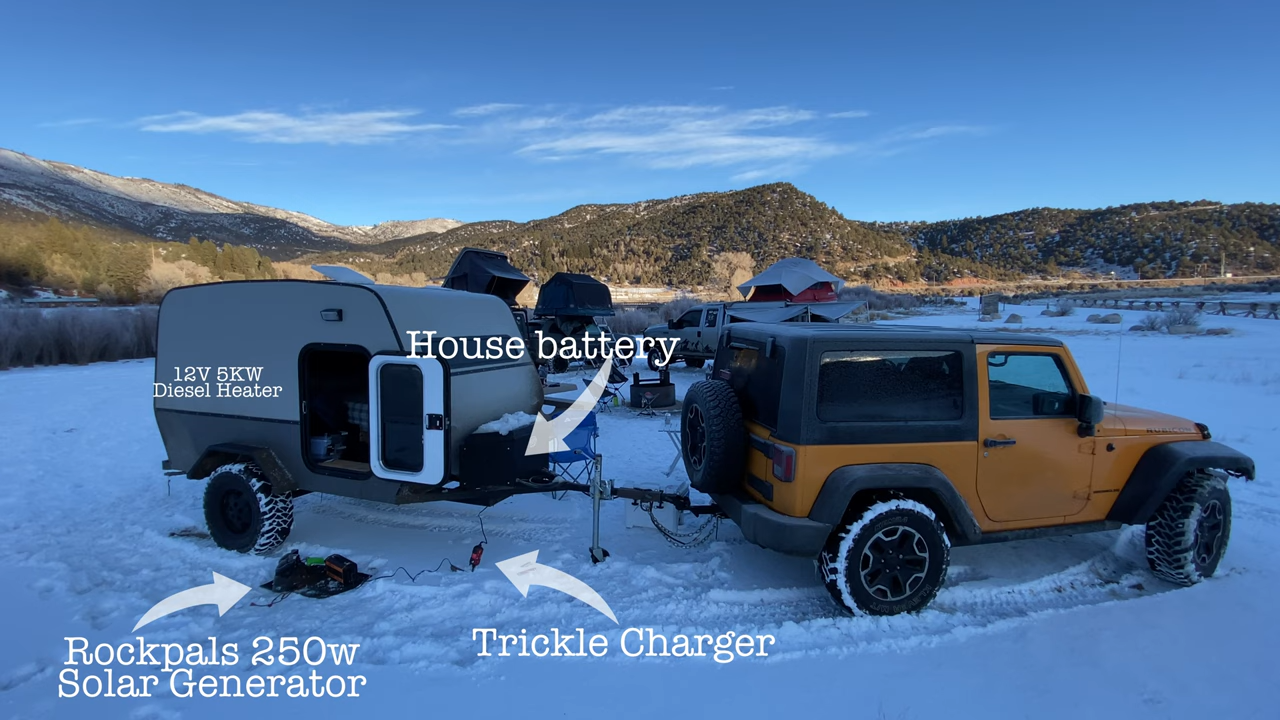 House battery
12V 5KW
Diesel Heater
Trickle Charger
Rockpals 250w
Solar Generator